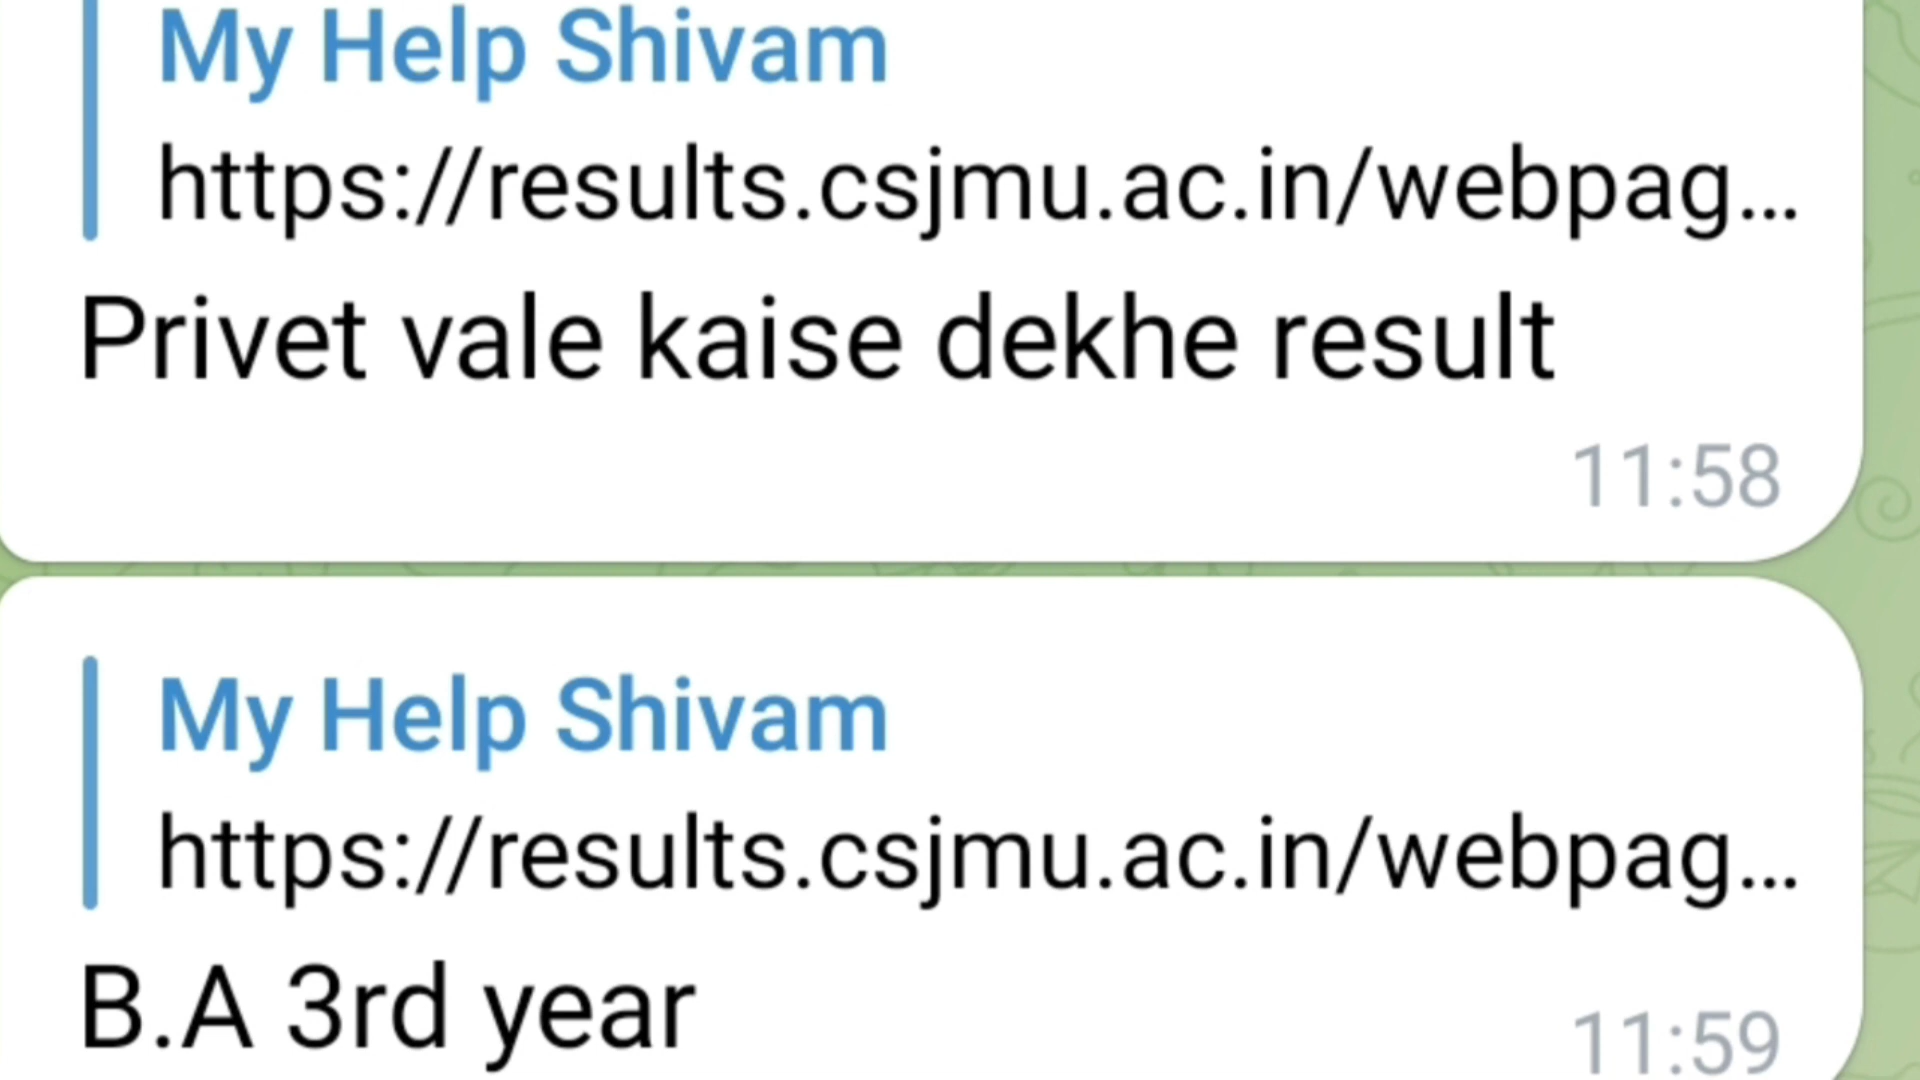 My Help Shivam
https://results.csjmu.ac.in/webpag...
Privet vale kaise dekhe result
11:58
My Help Shivam
https://results.csjmu.ac.in/webpag...
B.A 3rd year
11:59